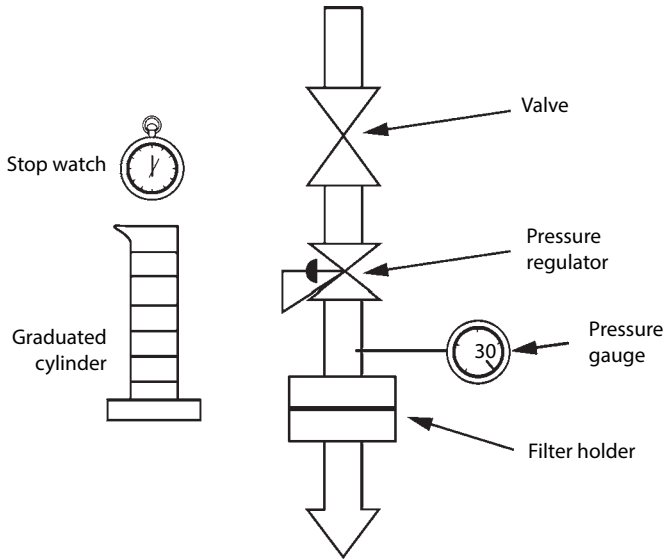 Valve
Stop watch
Pressure
regulator
Graduated
cylinder
30
Pressure
gauge
Filter holder